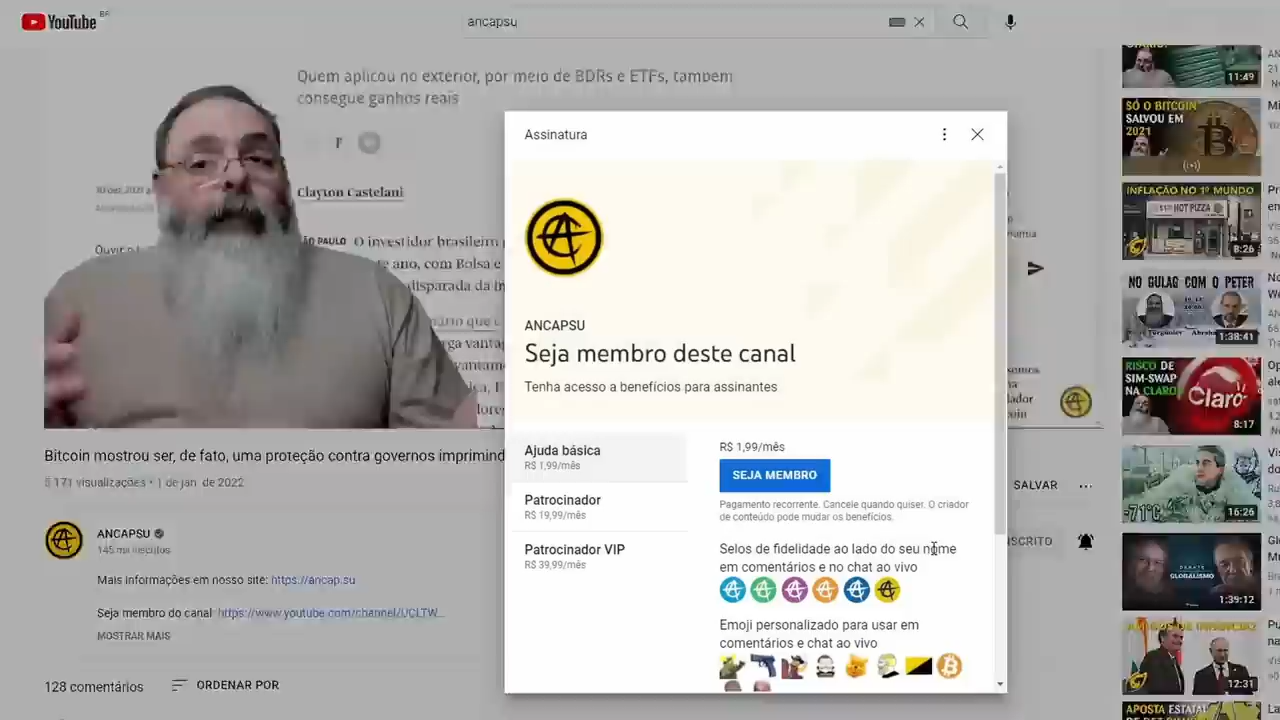 YouTube BR
ancapsu
Quem aplicou no exterior, por meio de BDRs e ETFs, também
consegue ganhos reais
Clayton Castelani
O investidor brasileiro
ano, com Bolsa e
Assinatura
ANCAPSU
Seja membro deste canal
Tenha acesso a benefícios para assinantes
Ajuda básica
R$ 1,99/mês
Patrocinador
R$ 19,99/mês
Patrocinador VIP
R$ 39,99/mês
R$ 1,99/mês
SEJA MEMBRO
Pagamento recorrente. Cancele quando quiser. O criador
de conteúdo pode mudar os benefícios.
Selos de fidelidade ao lado do seu nome
em comentários e no chat ao vivo
Emoji personalizado para usar em
comentários e chat ao vivo
Bitcoin mostrou ser, de fato, uma proteção contra governos imprimind
5 171 visualizações • 1 de jan. de 2022
SALVAR
ANCAPSU
145 mil inscritos
Mais informações em nosso site: https://ancap.su
Seja membro do canal: https://www.youtube.com/channel/UCLTW...
MOSTRAR MAIS
128 comentários
ORDENAR POR
11:49
SÓ O BITCOIN
SALVOU EM
2021
INFLAÇÃO NO 1º MUNDO
HOT PIZZA
8:26
NO GULAG COM O PETER
1:38:41
RISCO DE
SIM-SWAP
NA CLARO
Claro
8:17
-71°C
16:26
DEBATE
GLOBALISMO
1:39:12
12:31
APOSTA ESTATAL